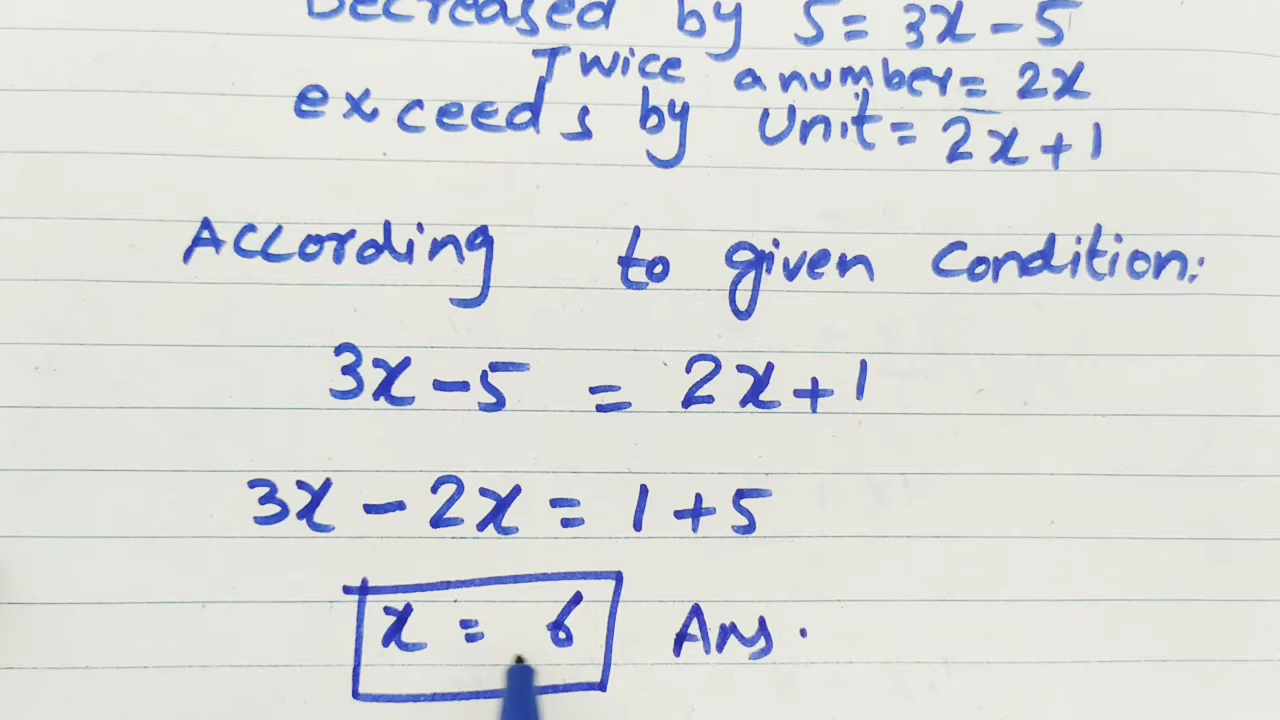 Decreased by 5 = 3x - 5
Twice a number = 2x
exceeds by Unit = 2x + 1
According to given condition:
3x - 5 = 2x + 1
3x - 2x = 1 + 5
x = 6 Ans.